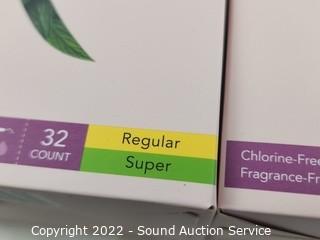 32
COUNT
Regular
Super
Chlorine-Free
Copyright 2022 - Sound Auction Service